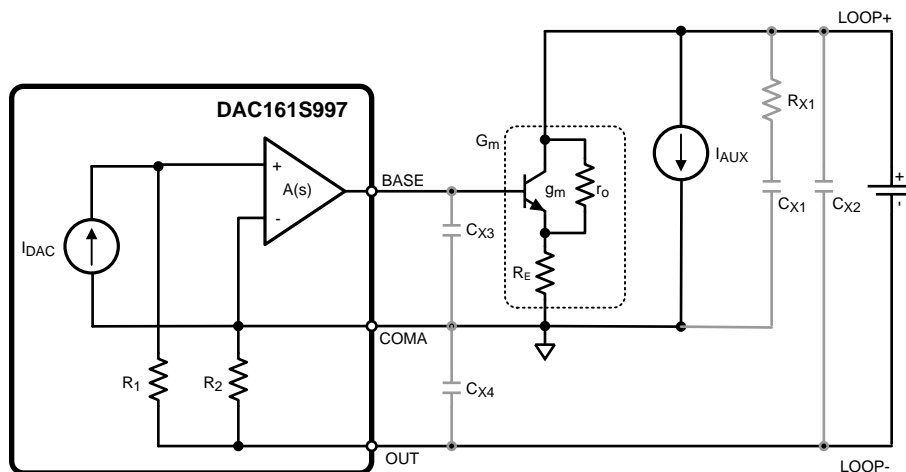 LOOP+
DAC161S997
RX1
Gm
IAUX
+
-
+
A(s)
-
BASE
gm
ro
CX3
CX1
CX2
IDAC
RE
COMA
R1
R2
CX4
OUT
LOOP-